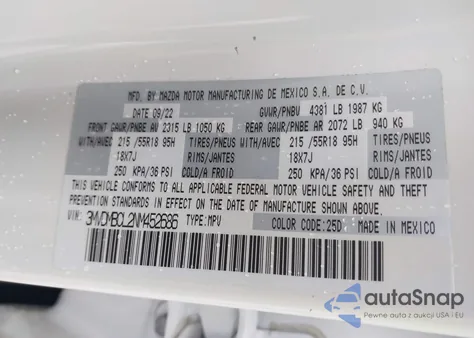 MFD. BY MAZDA MOTOR MANUFACTURING DE MEXICO S.A. DE C.V.
DATE 09/22 GVWR/PNBV 4381 LB 1987 KG
FRONT GAWR/PNBE AV 2315 LB 1050 KG REAR GAWR/PNBE AR 2072 LB 940 KG
WITH/AVEC 215 /55R18 95H TIRES/PNEUS WITH/AVEC 215 /55R18 95H TIRES/PNEUS
18X7J RIMS/JANTES 18X7J RIMS/JANTES
250 KPA/36 PSI COLD/A FROID 250 KPA/36 PSI COLD/A FROID
THIS VEHICLE CONFORMS TO ALL APPLICABLE FEDERAL MOTOR VEHICLE SAFETY AND THEFT
PREVENTION STANDARDS IN EFFECT ON THE DATE OF MANUFACTURE SHOWN ABOVE.
VIN: 3MVDMBCL2NM462686 TYPE: MPV COLOR CODE: 25D MADE IN MEXICO
autaSnap
Pewne auta z aukcji USA i EU